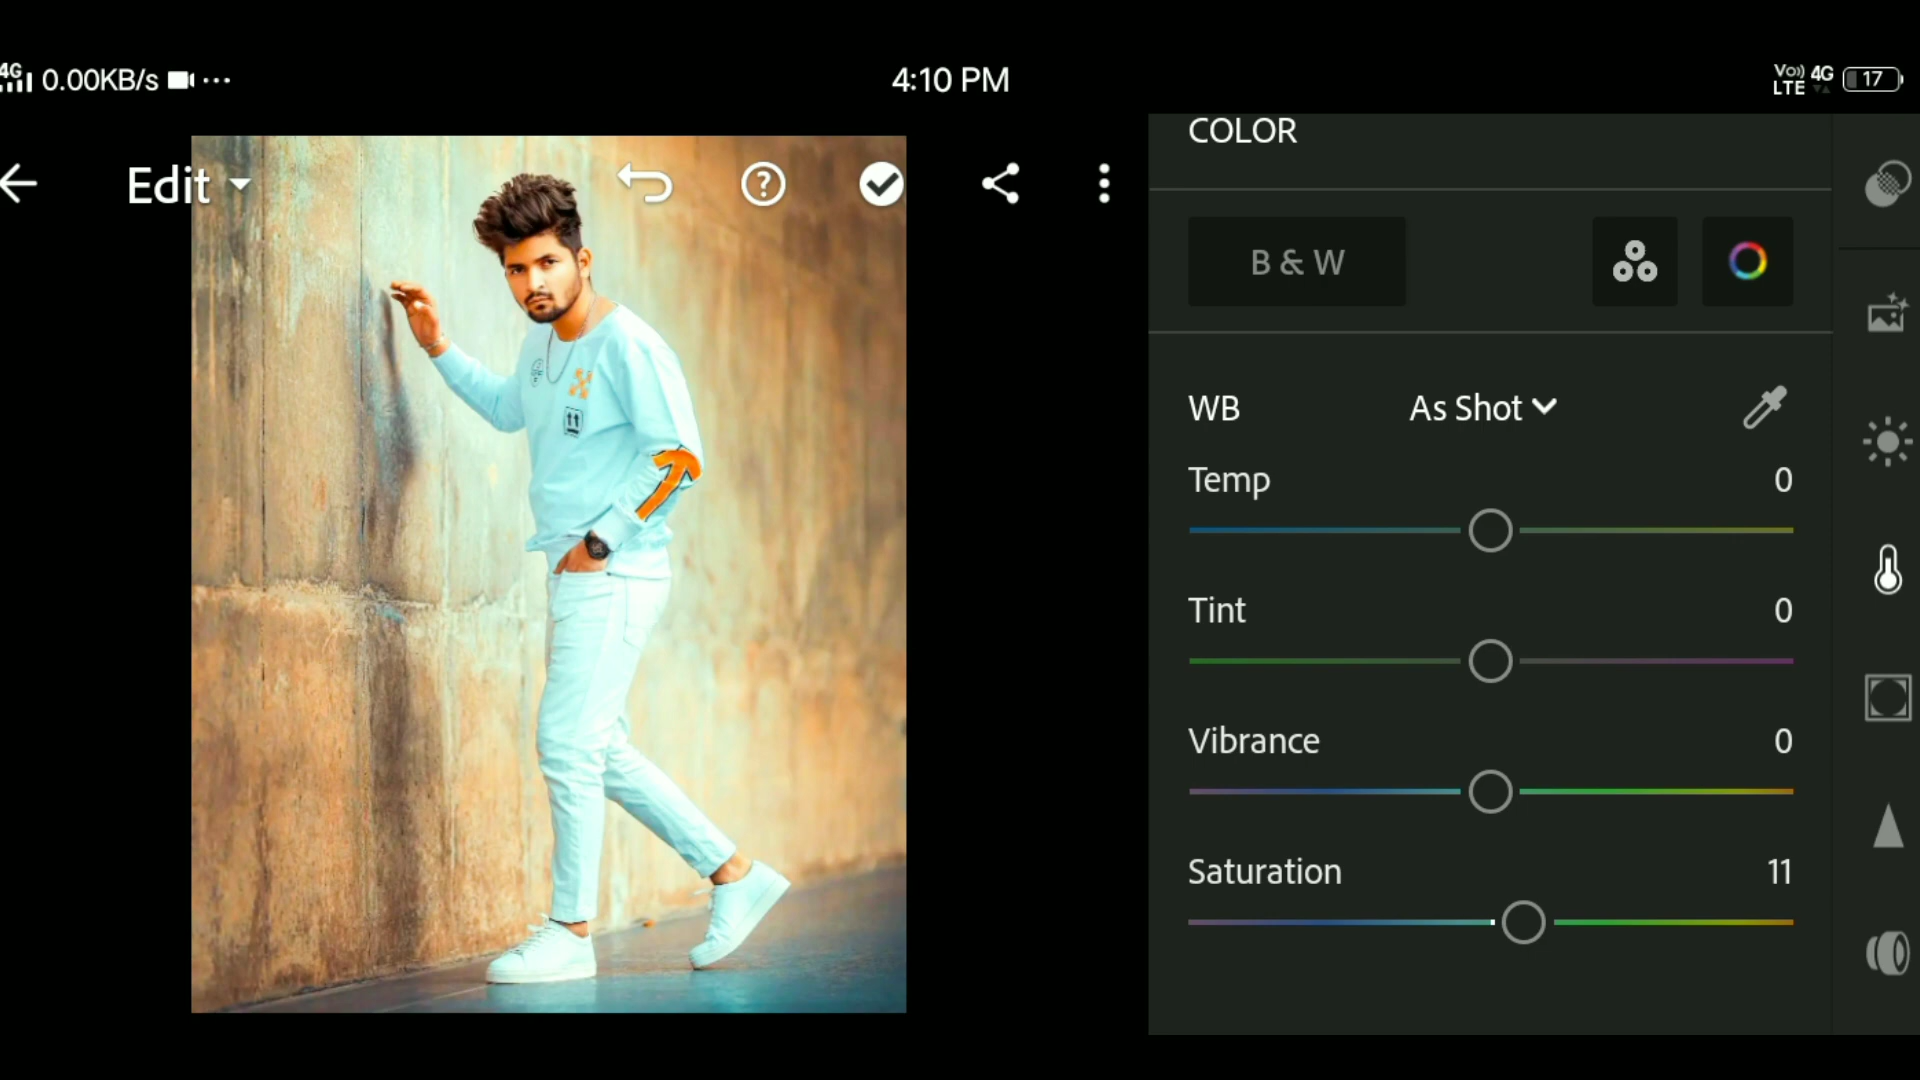 4G 0.00KB/s ... 4:10 PM Vo)) LTE 4G 17
Edit
COLOR
B & W
WB As Shot
Temp 0
Tint 0
Vibrance 0
Saturation 11